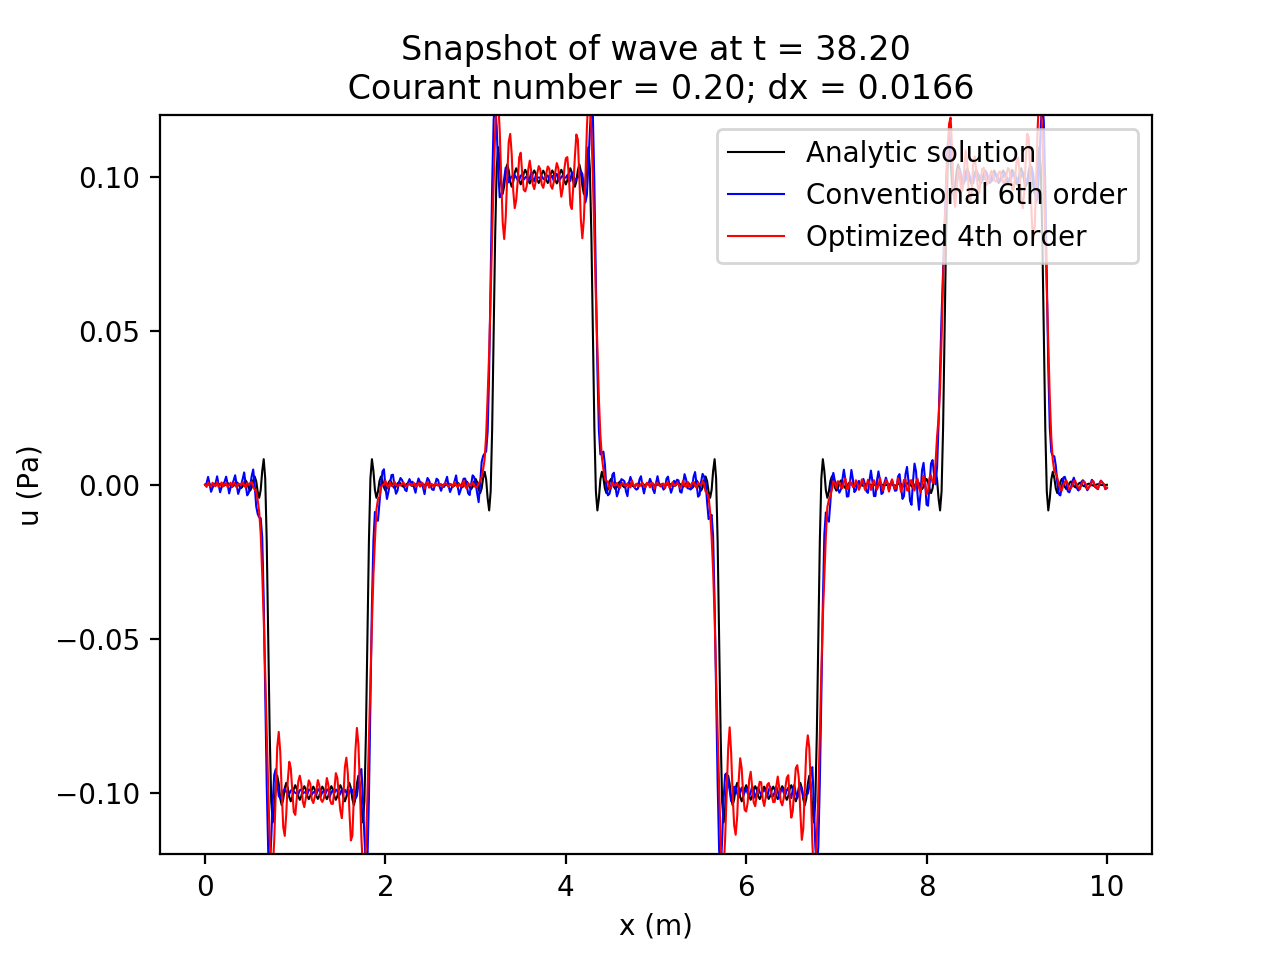 Snapshot of wave at t = 38.20
Courant number = 0.20; dx = 0.0166
Analytic solution
Conventional 6th order
Optimized 4th order
0.10
0.05
0.00
−0.05
−0.10
u (Pa)
0 2 4 6 8 10
x (m)